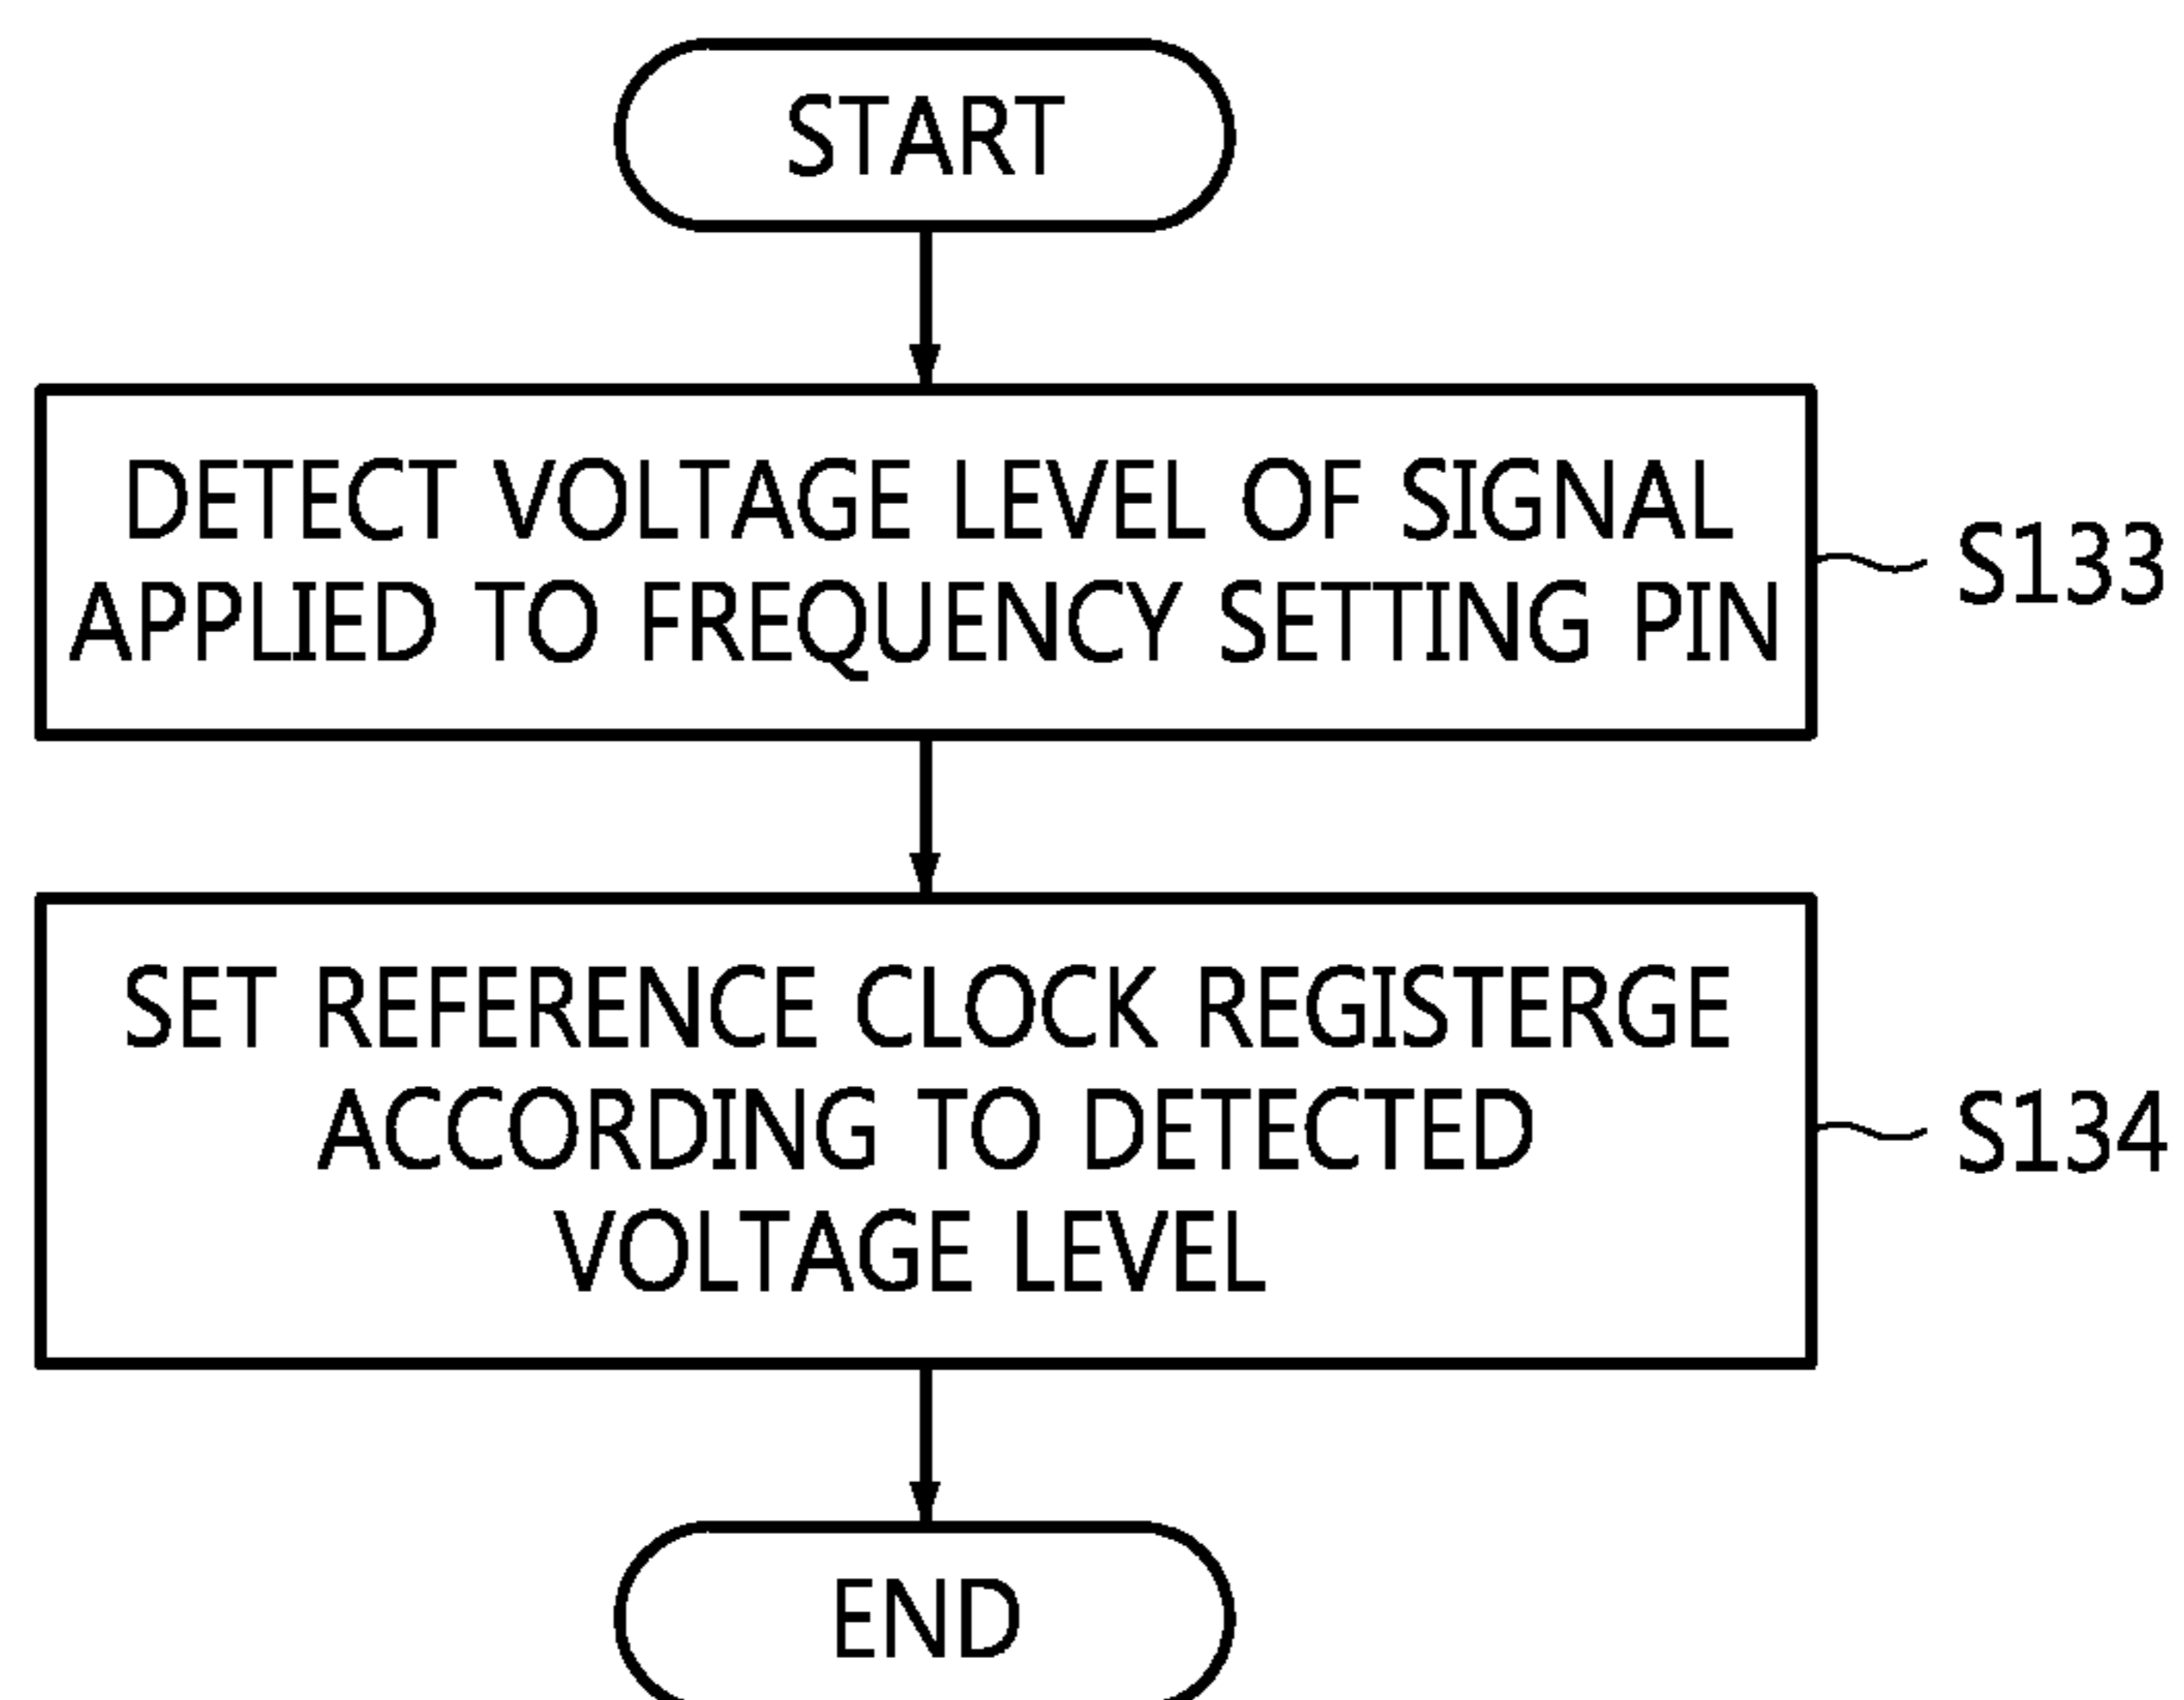 START
DETECT VOLTAGE LEVEL OF SIGNAL
APPLIED TO FREQUENCY SETTING PIN
S133
SET REFERENCE CLOCK REGISTERGE
ACCORDING TO DETECTED
VOLTAGE LEVEL
S134
END